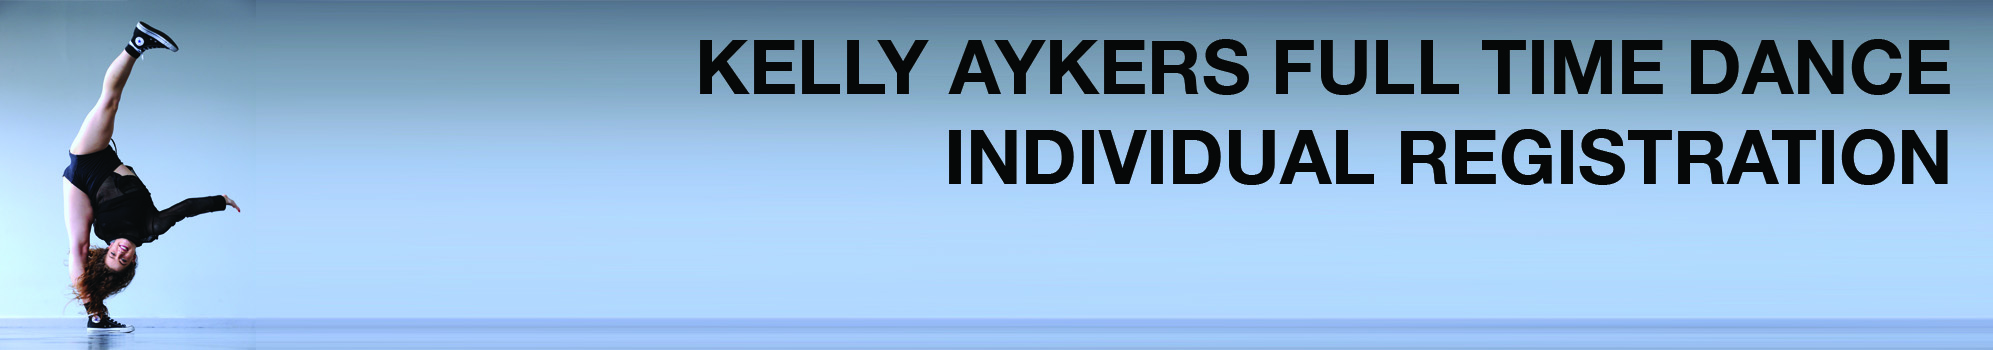 KELLY AYKERS FULL TIME DANCE
INDIVIDUAL REGISTRATION